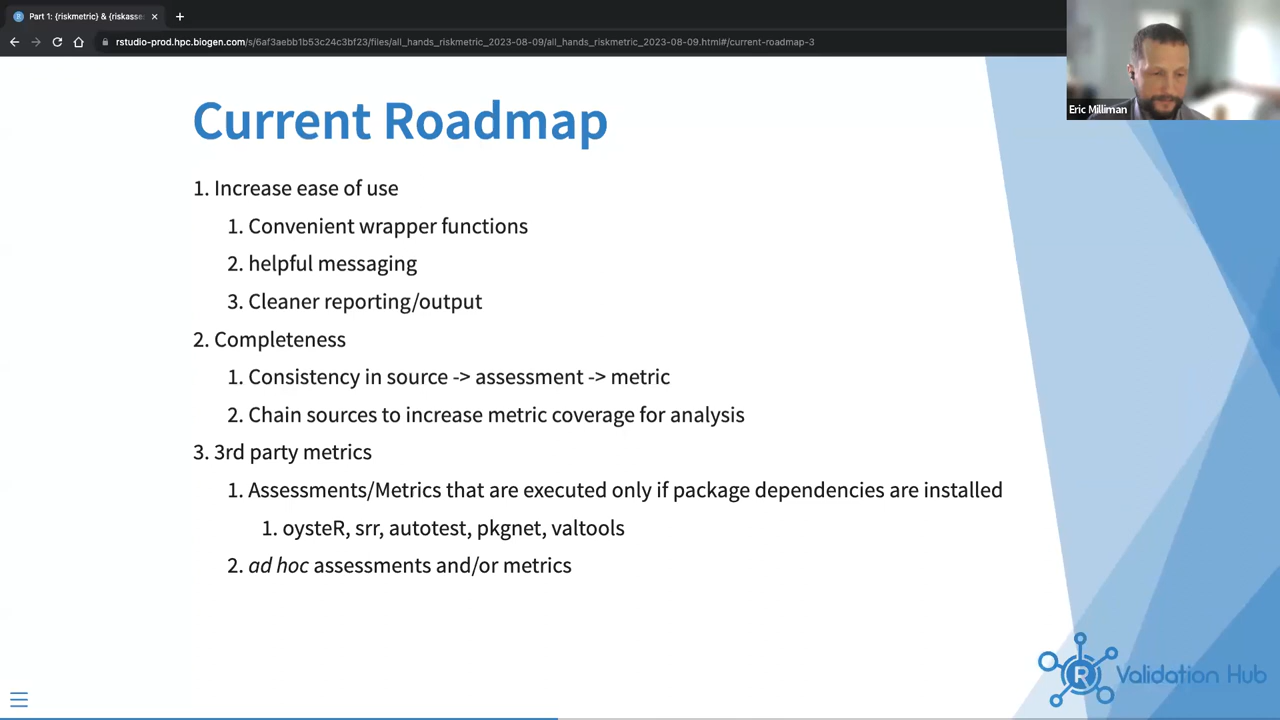 Part 1: {riskmetric} & {riskasse
rstudio-prod.hpc.biogen.com/s/6af3aebb1b53c24c3bf23/files/all_hands_riskmetric_2023-08-09/all_hands_riskmetric_2023-08-09.html#/current-roadmap-3
Eric Milliman
Current Roadmap
1. Increase ease of use
1. Convenient wrapper functions
2. helpful messaging
3. Cleaner reporting/output
2. Completeness
1. Consistency in source -> assessment -> metric
2. Chain sources to increase metric coverage for analysis
3. 3rd party metrics
1. Assessments/Metrics that are executed only if package dependencies are installed
1. oysteR, srr, autotest, pkgnet, valtools
2. ad hoc assessments and/or metrics
R Validation Hub